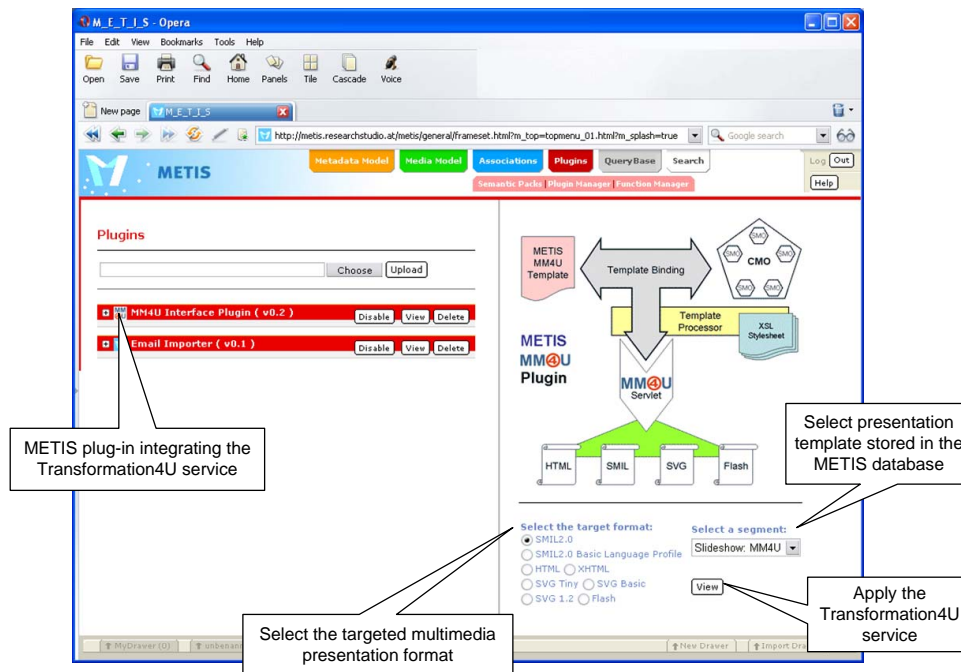 M_E_T_I_S - Opera
File Edit View Bookmarks Tools Help
Open Save Print Find Home Panels Tile Cascade Voice
New page M_E_T_I_S
http://metis.researchstudio.at/metis/general/frameset.html?m_top=topmenu_01.html?m_splash=true Google search
METIS
Metadata Model Media Model Associations Plugins QueryBase Search Log Out
Semantic Packs Plugin Manager Function Manager Help
Plugins
Choose Upload
MM4U Interface Plugin ( v0.2 ) Disable View Delete
Email Importer ( v0.1 ) Disable View Delete
METIS plug-in integrating the
Transformation4U service
METIS
MM4U
Template
Template Binding
SMO
SMO SMO
CMO
SMO SMO
Template
Processor
XSL
Stylesheet
METIS
MM4U
Plugin
MM4U
Servlet
HTML SMIL SVG Flash
Select presentation
template stored in the
METIS database
Select the target format:
SMIL2.0
SMIL2.0 Basic Language Profile
HTML XHTML
SVG Tiny SVG Basic
SVG 1.2 Flash
Select a segment:
Slideshow: MM4U
View
Apply the
Transformation4U
service
Select the targeted multimedia
presentation format
MyDrawer (0) New Drawer